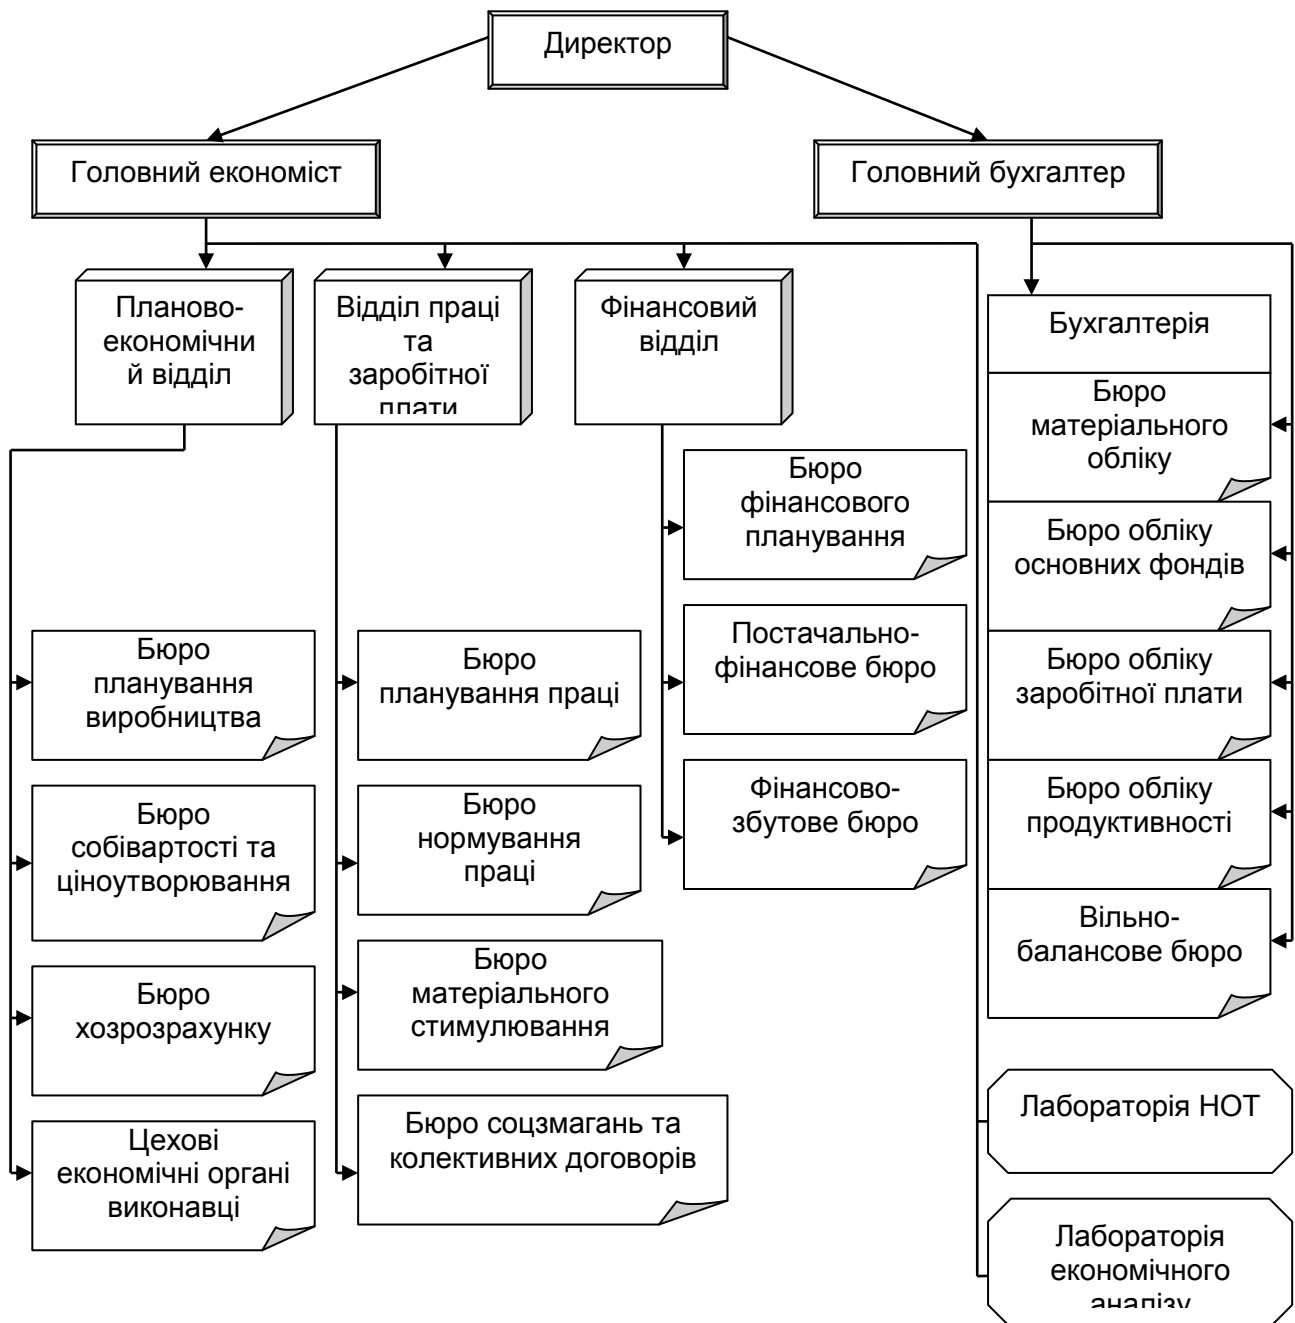 Директор
Головний економіст
Головний бухгалтер
Планово-
економічни
й відділ
Відділ праці
та
заробітної
плати
Фінансовий
відділ
Бухгалтерія
Бюро
матеріального
обліку
Бюро обліку
основних фондів
Бюро обліку
заробітної плати
Бюро обліку
продуктивності
Вільно-
балансове бюро
Бюро
фінансового
планування
Постачально-
фінансове бюро
Фінансово-
збутове бюро
Бюро
планування
виробництва
Бюро
собівартості та
ціноутворювання
Бюро
хозрозрахунку
Цехові
економічні органі
виконавці
Бюро
планування праці
Бюро
нормування
праці
Бюро
матеріального
стимулювання
Бюро соцзмагань та
колективних договорів
Лабораторія НОТ
Лабораторія
економічного
аналізу